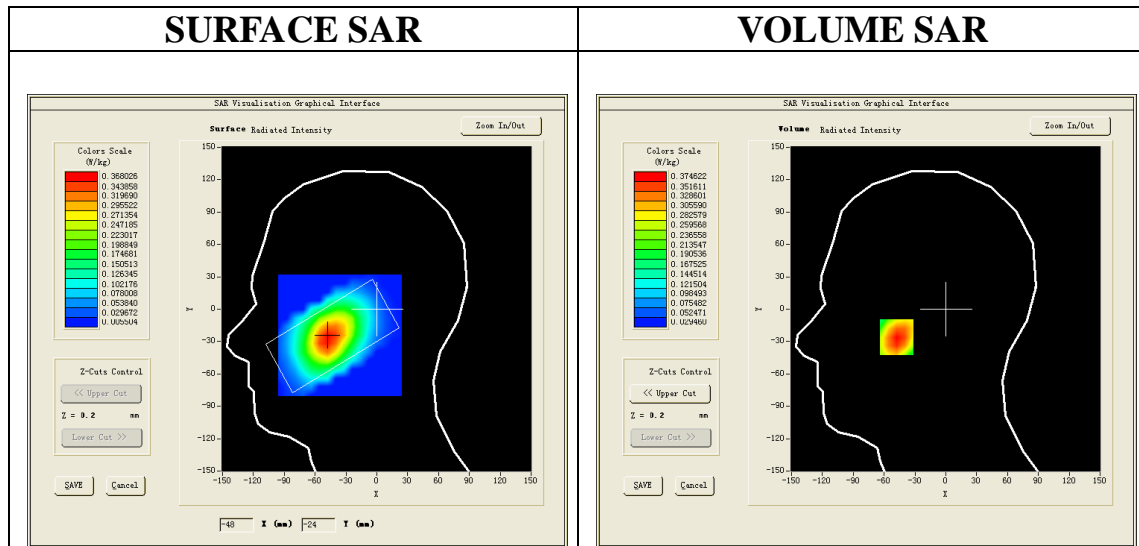 SURFACE SAR
VOLUME SAR
SAR Visualisation Graphical Interface
Surface Radiated Intensity
Zoom In/Out
Colors Scale
(W/kg)
0.368026
0.343858
0.319690
0.295522
0.271354
0.247185
0.223017
0.198849
0.174681
0.150513
0.126345
0.102176
0.078008
0.053840
0.029672
0.005504
150
120
90
60
30
0
-30
-60
-90
-120
-150
Y
-150 -120 -90 -60 -30 0 30 60 90 120 150
X
Z-Cuts Control
<< Upper Cut
Z = 0.2 mm
Lower Cut >>
SAVE Cancel
-48 X (mm) -24 Y (mm)
SAR Visualisation Graphical Interface
Volume Radiated Intensity
Zoom In/Out
Colors Scale
(W/kg)
0.374622
0.351611
0.328601
0.305590
0.282579
0.259568
0.236558
0.213547
0.190536
0.167525
0.144514
0.121504
0.098493
0.075482
0.052471
0.029460
150
120
90
60
30
0
-30
-60
-90
-120
-150
Y
-150 -120 -90 -60 -30 0 30 60 90 120 150
X
Z-Cuts Control
<< Upper Cut
Z = 0.2 mm
Lower Cut >>
SAVE Cancel